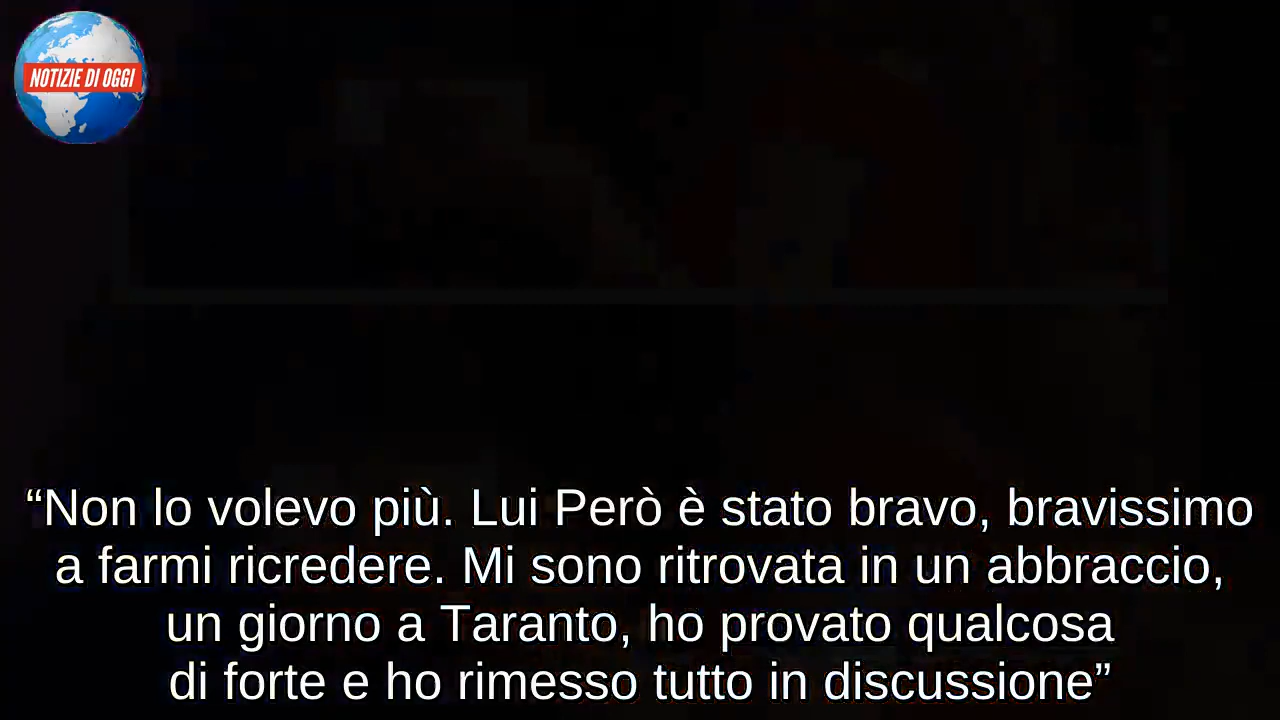 NOTIZIE DI OGGI
“Non lo volevo più. Lui Però è stato bravo, bravissimo
a farmi ricredere. Mi sono ritrovata in un abbraccio,
un giorno a Taranto, ho provato qualcosa
di forte e ho rimesso tutto in discussione”